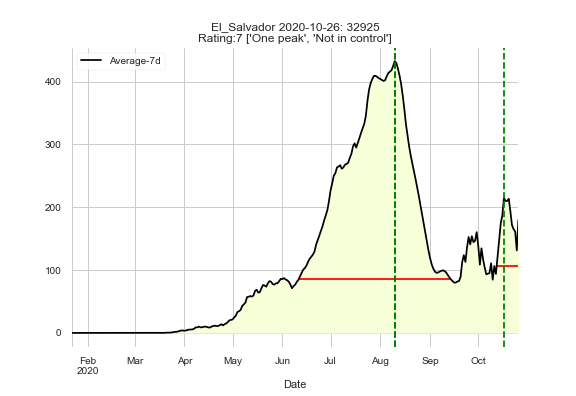 El_Salvador 2020-10-26: 32925
Rating:7 ['One peak', 'Not in control']
Average-7d
400
300
200
100
0
Feb Mar Apr May Jun Jul Aug Sep Oct
2020
Date